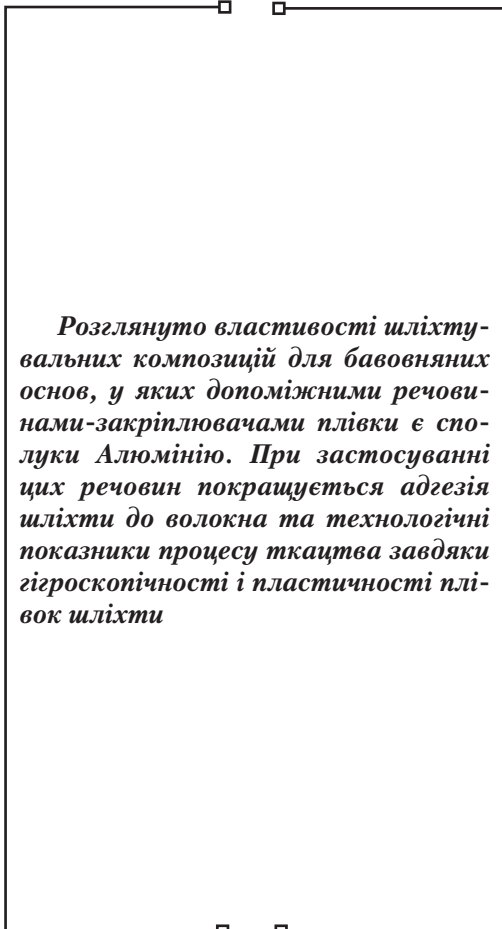 Розглянуто властивості шліхту-
вальних композицій для бавовняних
основ, у яких допоміжними речови-
нами-закріплювачами плівки є спо-
луки Алюмінію. При застосуванні
цих речовин покращується адгезія
шліхти до волокна та технологічні
показники процесу ткацтва завдяки
гігроскопічності і пластичності плі-
вок шліхти